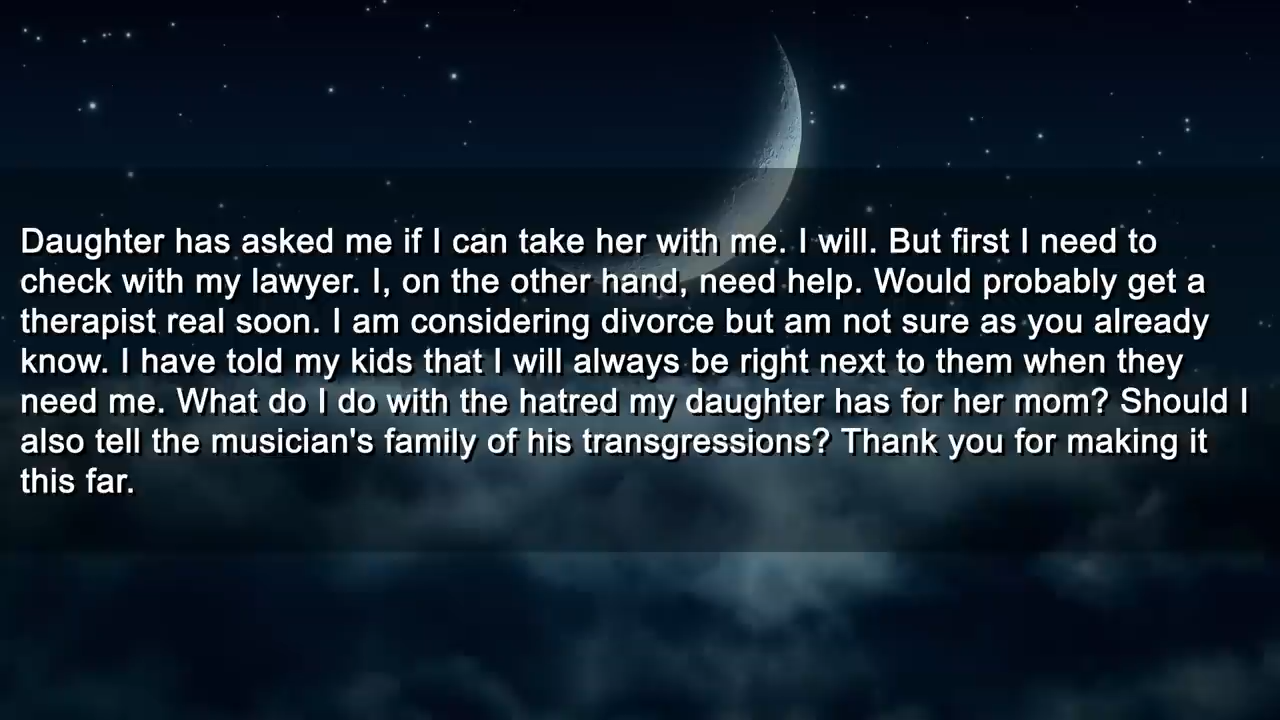 Daughter has asked me if I can take her with me. I will. But first I need to
check with my lawyer. I, on the other hand, need help. Would probably get a
therapist real soon. I am considering divorce but am not sure as you already
know. I have told my kids that I will always be right next to them when they
need me. What do I do with the hatred my daughter has for her mom? Should I
also tell the musician's family of his transgressions? Thank you for making it
this far.